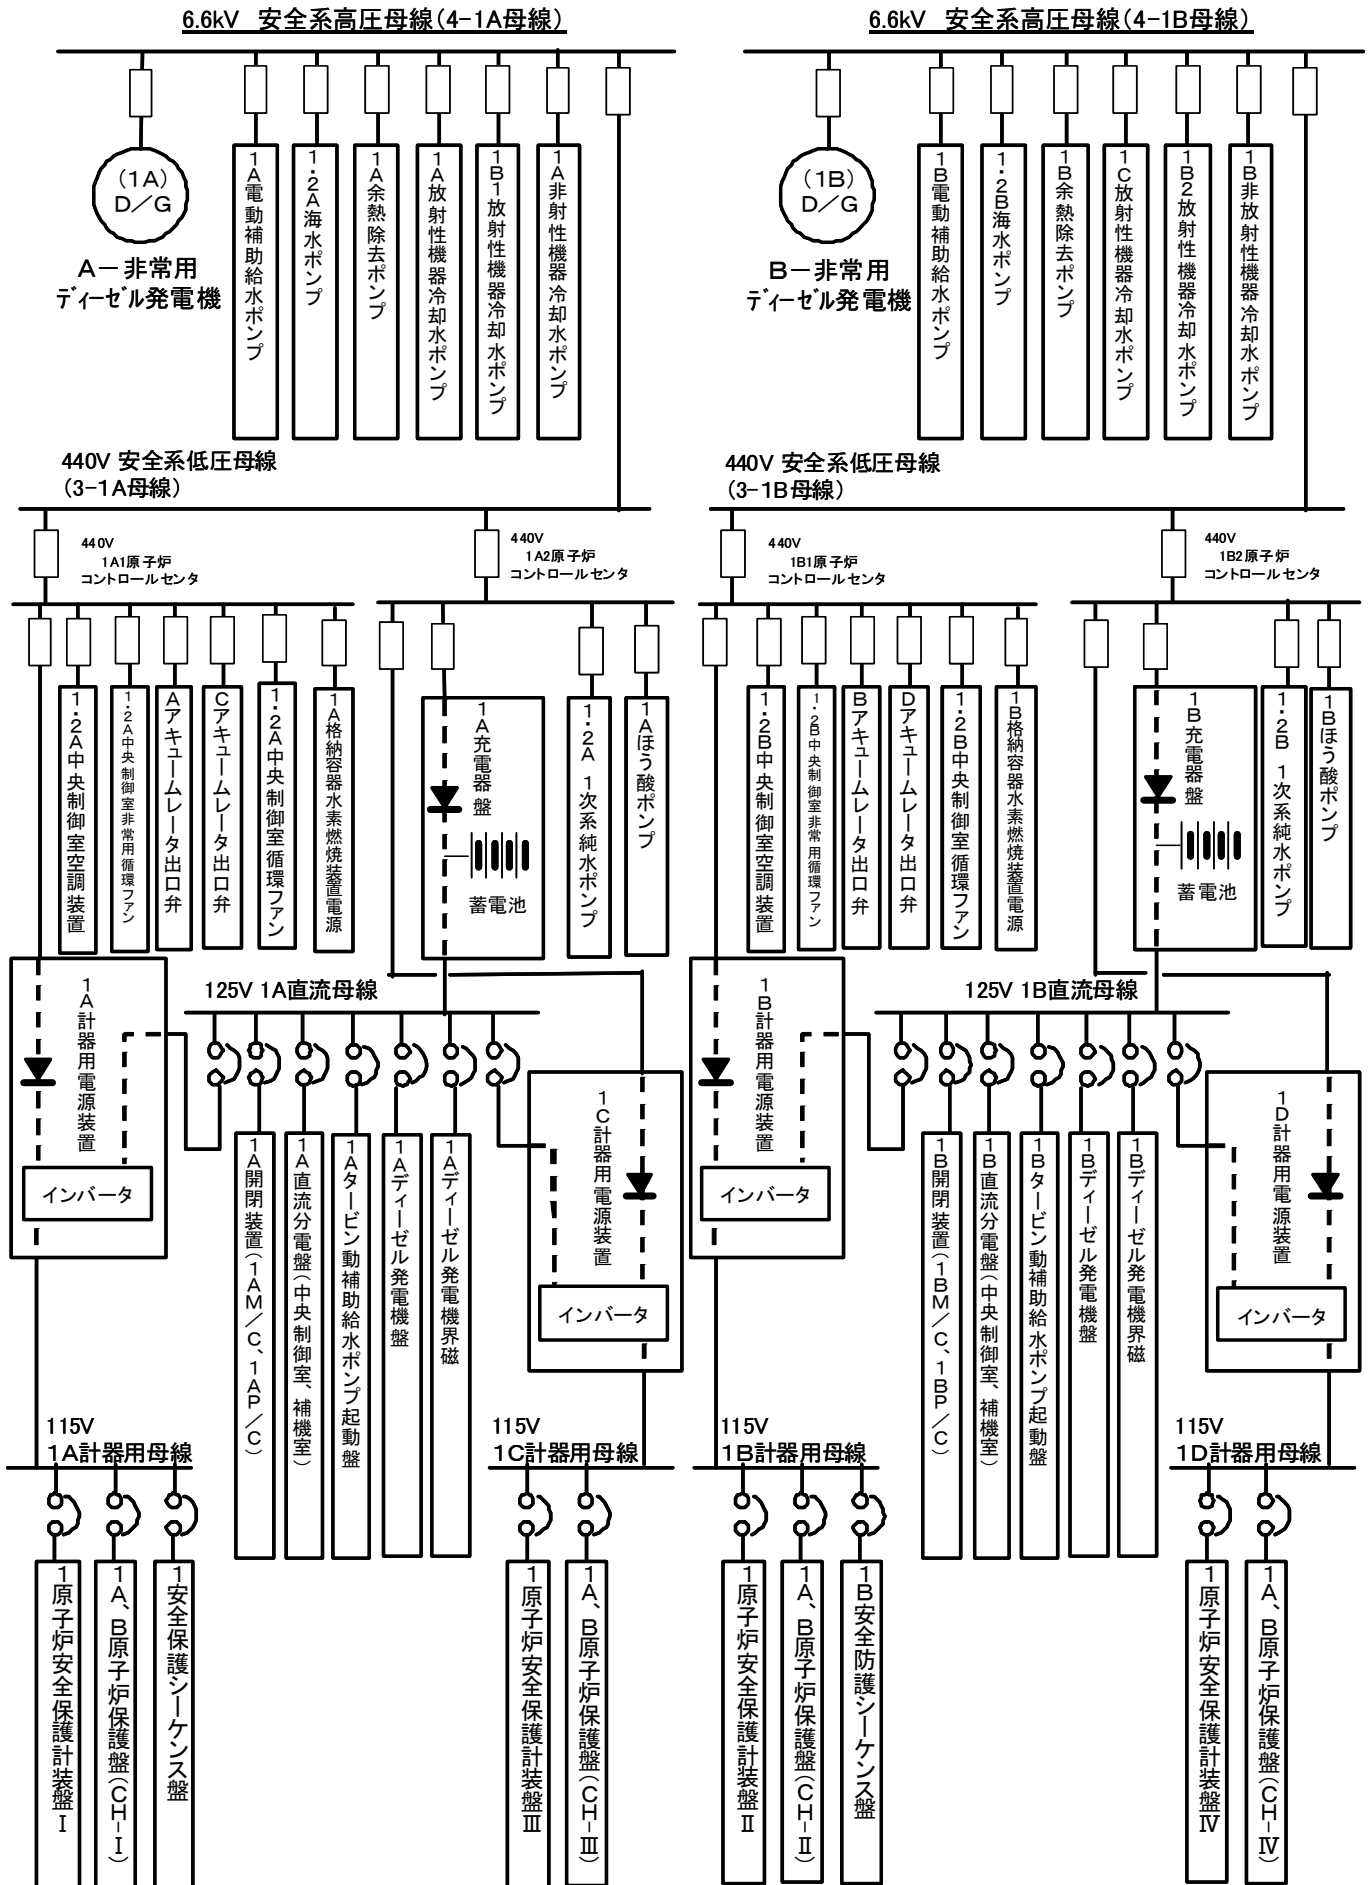 6.6kV 安全系高圧母線(4-1A母線)
(1A)
D/G
A-非常用
ディーゼル発電機
1A電動補助給水ポンプ
1・2A海水ポンプ
1A余熱除去ポンプ
1A放射性機器冷却水ポンプ
1B1放射性機器冷却水ポンプ
1A非射性機器冷却水ポンプ
440V 安全系低圧母線
(3-1A母線)
440V
1A1原子炉
コントロールセンタ
440V
1A2原子炉
コントロールセンタ
1・2A中央制御室空調装置
1・2A中央制御室非常用循環ファン
Aアキュームレータ出口弁
Cアキュームレータ出口弁
1・2A中央制御室循環ファン
1A格納容器水素燃焼装置電源
1A充電器盤
蓄電池
1・2A 1次系純水ポンプ
1Aほう酸ポンプ
125V 1A直流母線
1A計器用電源装置
インバータ
1A開閉装置(1AM/C、1AP/C)
1A直流分電盤(中央制御室、補機室)
1Aタービン動補助給水ポンプ起動盤
1Aディーゼル発電機盤
1Aディーゼル発電機界磁
1C計器用電源装置
インバータ
115V
1A計器用母線
1原子炉安全保護計装盤Ⅰ
1A、B原子炉保護盤(CH-Ⅰ)
1安全保護シーケンス盤
115V
1C計器用母線
1原子炉安全保護計装盤Ⅲ
1A、B原子炉保護盤(CH-Ⅲ)
6.6kV 安全系高圧母線(4-1B母線)
(1B)
D/G
B-非常用
ディーゼル発電機
1B電動補助給水ポンプ
1・2B海水ポンプ
1B余熱除去ポンプ
1C放射性機器冷却水ポンプ
1B2放射性機器冷却水ポンプ
1B非放射性機器冷却水ポンプ
440V 安全系低圧母線
(3-1B母線)
440V
1B1原子炉
コントロールセンタ
440V
1B2原子炉
コントロールセンタ
1・2B中央制御室空調装置
1・2B中央制御室非常用循環ファン
Bアキュームレータ出口弁
Dアキュームレータ出口弁
1・2B中央制御室循環ファン
1B格納容器水素燃焼装置電源
1B充電器盤
蓄電池
1・2B 1次系純水ポンプ
1Bほう酸ポンプ
125V 1B直流母線
1B計器用電源装置
インバータ
1B開閉装置(1BM/C、1BP/C)
1B直流分電盤(中央制御室、補機室)
1Bタービン動補助給水ポンプ起動盤
1Bディーゼル発電機盤
1Bディーゼル発電機界磁
1D計器用電源装置
インバータ
115V
1B計器用母線
1原子炉安全保護計装盤Ⅱ
1A、B原子炉保護盤(CH-Ⅱ)
1B安全防護シーケンス盤
115V
1D計器用母線
1原子炉安全保護計装盤Ⅳ
1A、B原子炉保護盤(CH-Ⅳ)